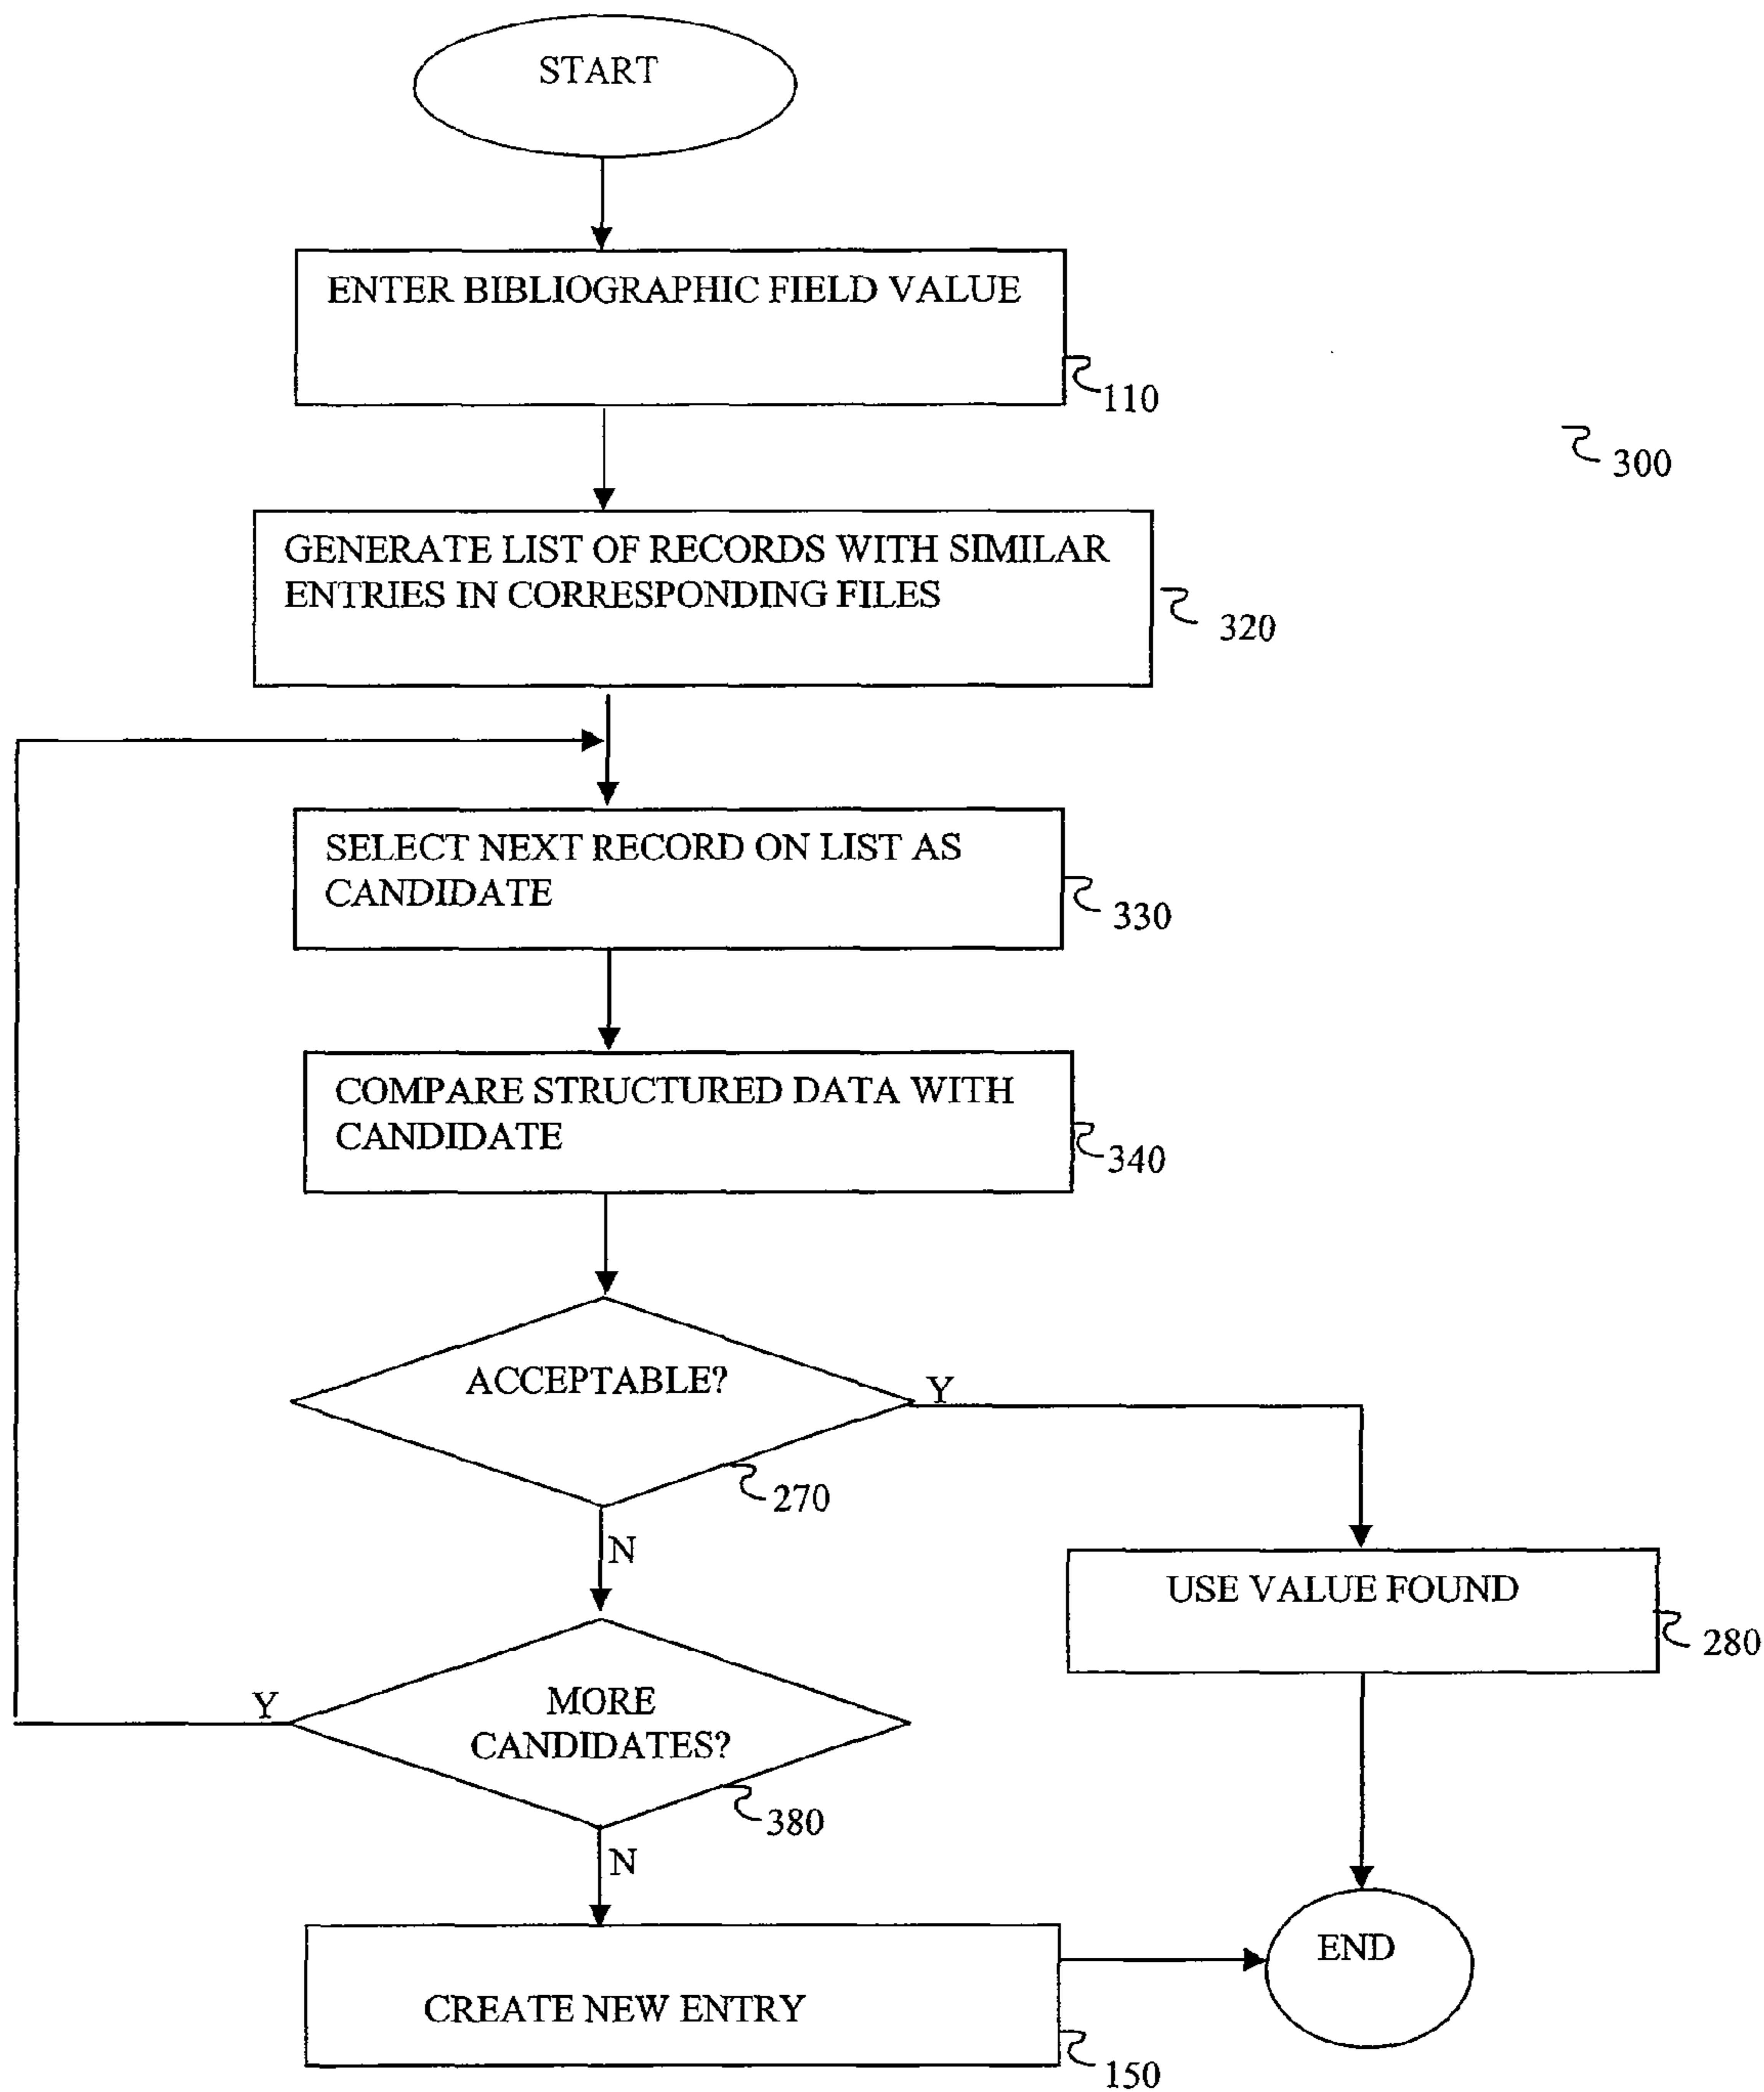 START
ENTER BIBLIOGRAPHIC FIELD VALUE
110
300
GENERATE LIST OF RECORDS WITH SIMILAR
ENTRIES IN CORRESPONDING FILES
320
SELECT NEXT RECORD ON LIST AS
CANDIDATE
330
COMPARE STRUCTURED DATA WITH
CANDIDATE
340
ACCEPTABLE?
Y
270
N
USE VALUE FOUND
280
Y
MORE
CANDIDATES?
380
N
END
CREATE NEW ENTRY
150